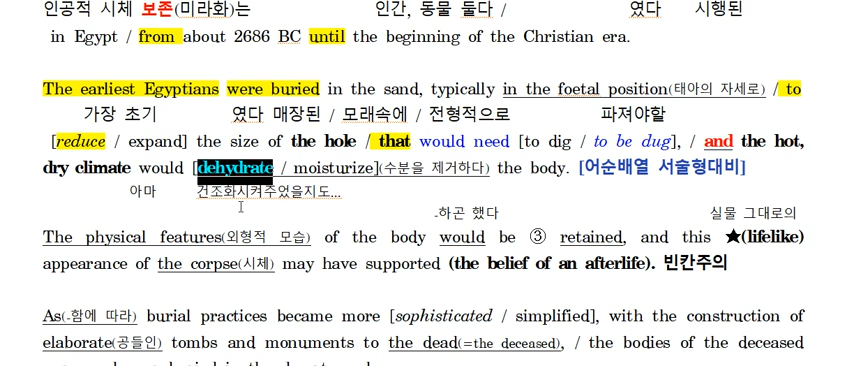 인공적 시체 보존(미라화)는 인간, 동물 둘다 / 였다 시행된
in Egypt / from about 2686 BC until the beginning of the Christian era.
The earliest Egyptians were buried in the sand, typically in the foetal position(태아의 자세로) / to
가장 초기 였다 매장된 / 모래속에 / 전형적으로 파져야할
[reduce / expand] the size of the hole / that would need [to dig / to be dug], / and the hot,
dry climate would [dehydrate / moisturize](수분을 제거하다) the body. [어순배열 서술형대비]
아마 건조화시켜주었을지도...
-하곤 했다 실물 그대로의
The physical features(외형적 모습) of the body would be ③ retained, and this ★(lifelike)
appearance of the corpse(시체) may have supported (the belief of an afterlife). 빈칸주의
As(-함에 따라) burial practices became more [sophisticated / simplified], with the construction of
elaborate(공들인) tombs and monuments to the dead(=the deceased), / the bodies of the deceased